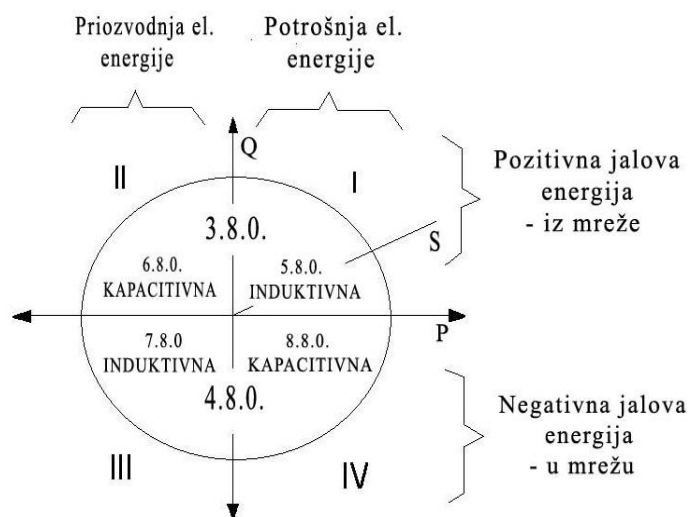 Priozvodnja el.
energije
Potrošnja el.
energije
Q
II
I
Pozitivna jalova
energija
- iz mreže
3.8.0.
S
6.8.0.
KAPACITIVNA
5.8.0.
INDUKTIVNA
P
7.8.0
INDUKTIVNA
8.8.0.
KAPACITIVNA
4.8.0.
Negativna jalova
energija
- u mrežu
III
IV